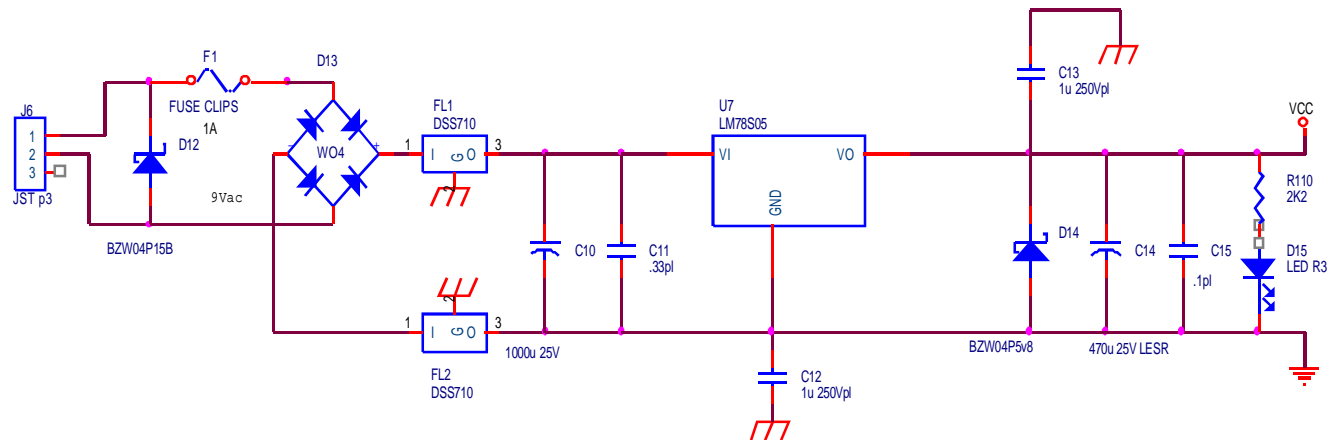 F1
D13
FUSE CLIPS
1A
J6
1
2
3
JST p3
D12
9Vac
BZW04P15B
-
WO4
+
FL1
DSS710
1
I
G
O
3
2
U7
LM78S05
VI
VO
GND
C13
1u 250Vpl
VCC
R110
2K2
C10
C11
.33pl
D14
C14
C15
.1pl
D15
LED R3
2
1
I
G
O
3
FL2
DSS710
1000u 25V
C12
1u 250Vpl
BZW04P5v8
470u 25V LESR